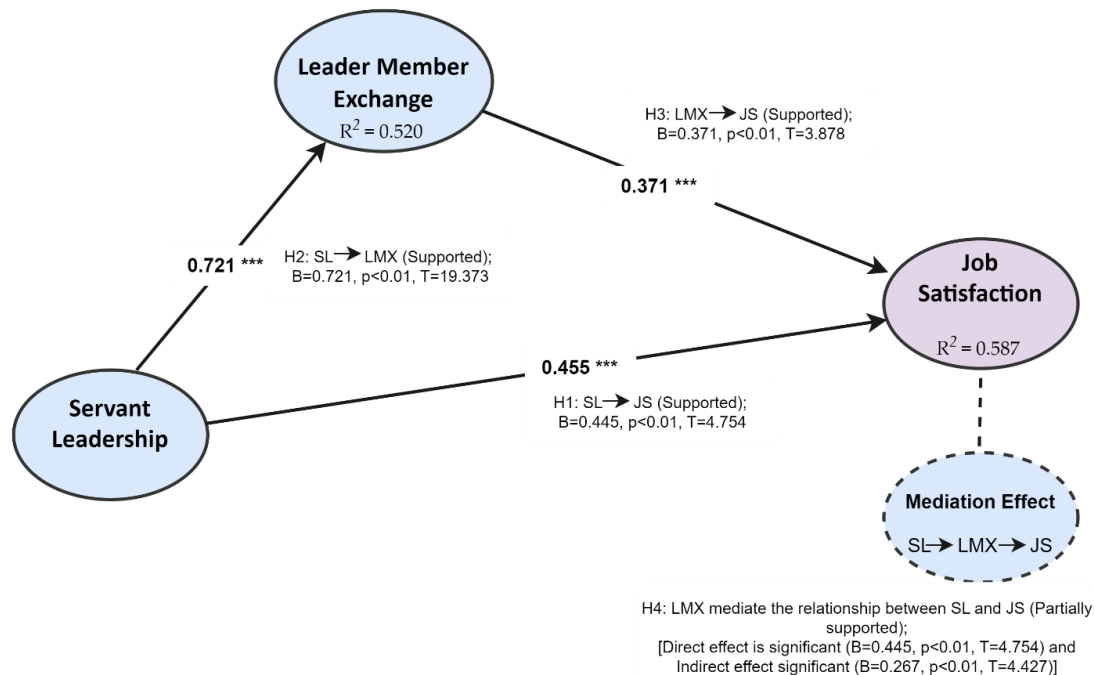 Leader Member
Exchange
R² = 0.520
H3: LMX→ JS (Supported);
B=0.371, p<0.01, T=3.878
0.371 ***
0.721 ***
H2: SL→ LMX (Supported);
B=0.721, p<0.01, T=19.373
Job
Satisfaction
R² = 0.587
0.455 ***
H1: SL→ JS (Supported);
B=0.445, p<0.01, T=4.754
Servant
Leadership
Mediation Effect
SL→ LMX→ JS
H4: LMX mediate the relationship between SL and JS (Partially
supported);
[Direct effect is significant (B=0.445, p<0.01, T=4.754) and
Indirect effect significant (B=0.267, p<0.01, T=4.427)]